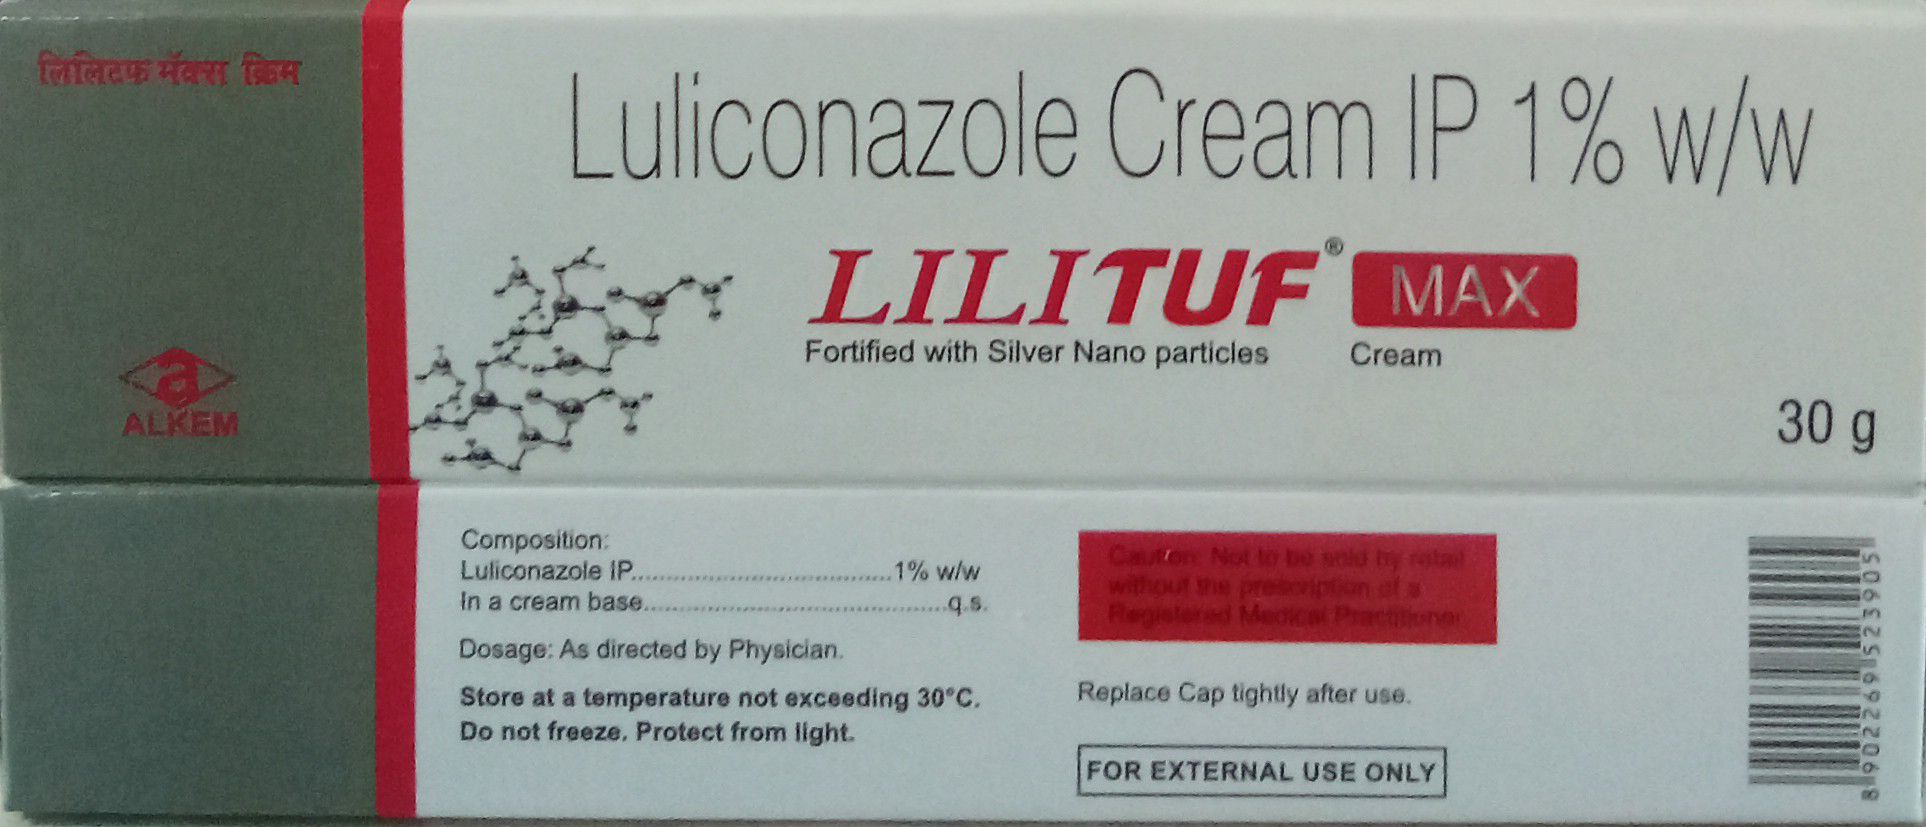 लिलिटफ मॅक्स क्रिम
Luliconazole Cream IP 1% w/w
LILITUF® MAX
Fortified with Silver Nano particles Cream
a
ALKEM
30 g
Composition:
Luliconazole IP.....................................1% w/w
In a cream base...........................................q.s.
Dosage: As directed by Physician.
Store at a temperature not exceeding 30°C.
Do not freeze. Protect from light.
Caution: Not to be sold by retail
without the prescription of a
Registered Medical Practitioner
Replace Cap tightly after use.
FOR EXTERNAL USE ONLY
8902269523905